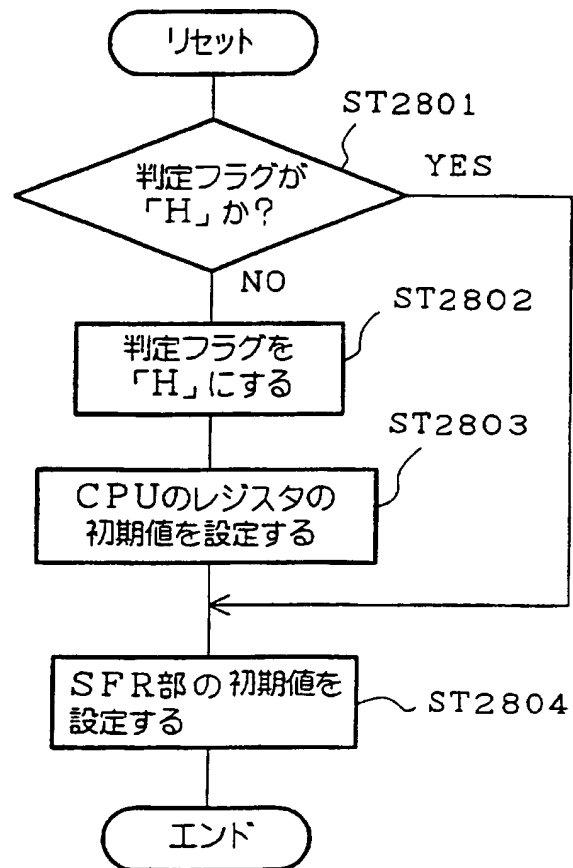 リセット
ST2801
判定フラグが
「H」か?
YES
NO
ST2802
判定フラグを
「H」にする
ST2803
CPUのレジスタの
初期値を設定する
SFR部の初期値を
設定する
ST2804
エンド